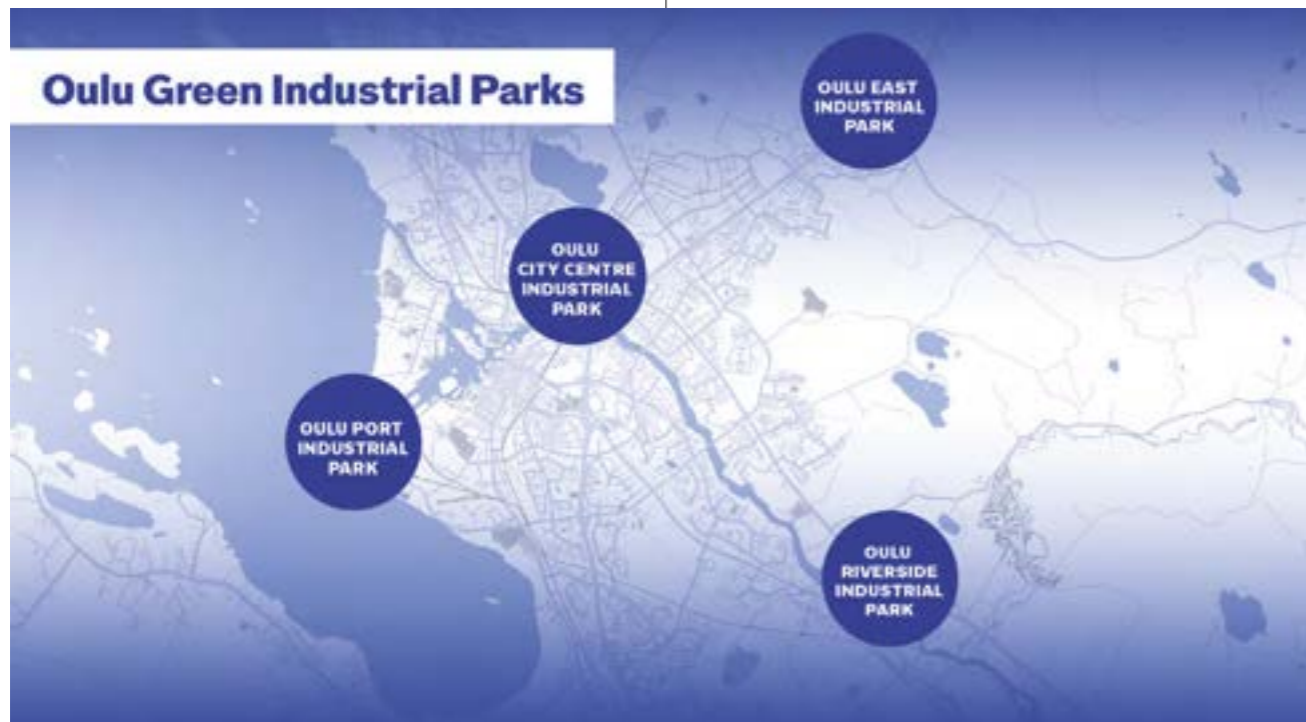 Oulu Green Industrial Parks
OULU EAST
INDUSTRIAL
PARK
OULU
CITY CENTRE
INDUSTRIAL
PARK
OULU PORT
INDUSTRIAL
PARK
OULU
RIVERSIDE
INDUSTRIAL
PARK